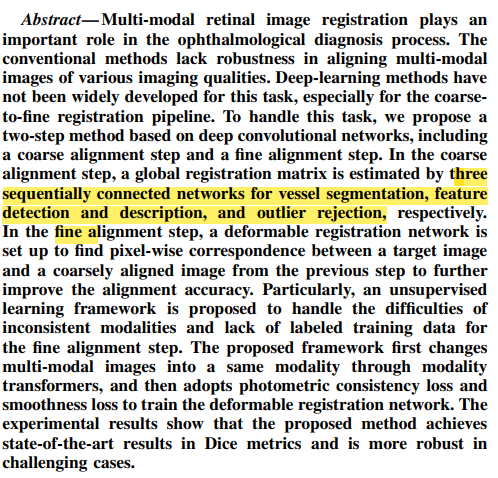 Abstract—Multi-modal retinal image registration plays an
important role in the ophthalmological diagnosis process. The
conventional methods lack robustness in aligning multi-modal
images of various imaging qualities. Deep-learning methods have
not been widely developed for this task, especially for the coarse-
to-fine registration pipeline. To handle this task, we propose a
two-step method based on deep convolutional networks, including
a coarse alignment step and a fine alignment step. In the coarse
alignment step, a global registration matrix is estimated by three
sequentially connected networks for vessel segmentation, feature
detection and description, and outlier rejection, respectively.
In the fine alignment step, a deformable registration network is
set up to find pixel-wise correspondence between a target image
and a coarsely aligned image from the previous step to further
improve the alignment accuracy. Particularly, an unsupervised
learning framework is proposed to handle the difficulties of
inconsistent modalities and lack of labeled training data for
the fine alignment step. The proposed framework first changes
multi-modal images into a same modality through modality
transformers, and then adopts photometric consistency loss and
smoothness loss to train the deformable registration network. The
experimental results show that the proposed method achieves
state-of-the-art results in Dice metrics and is more robust in
challenging cases.